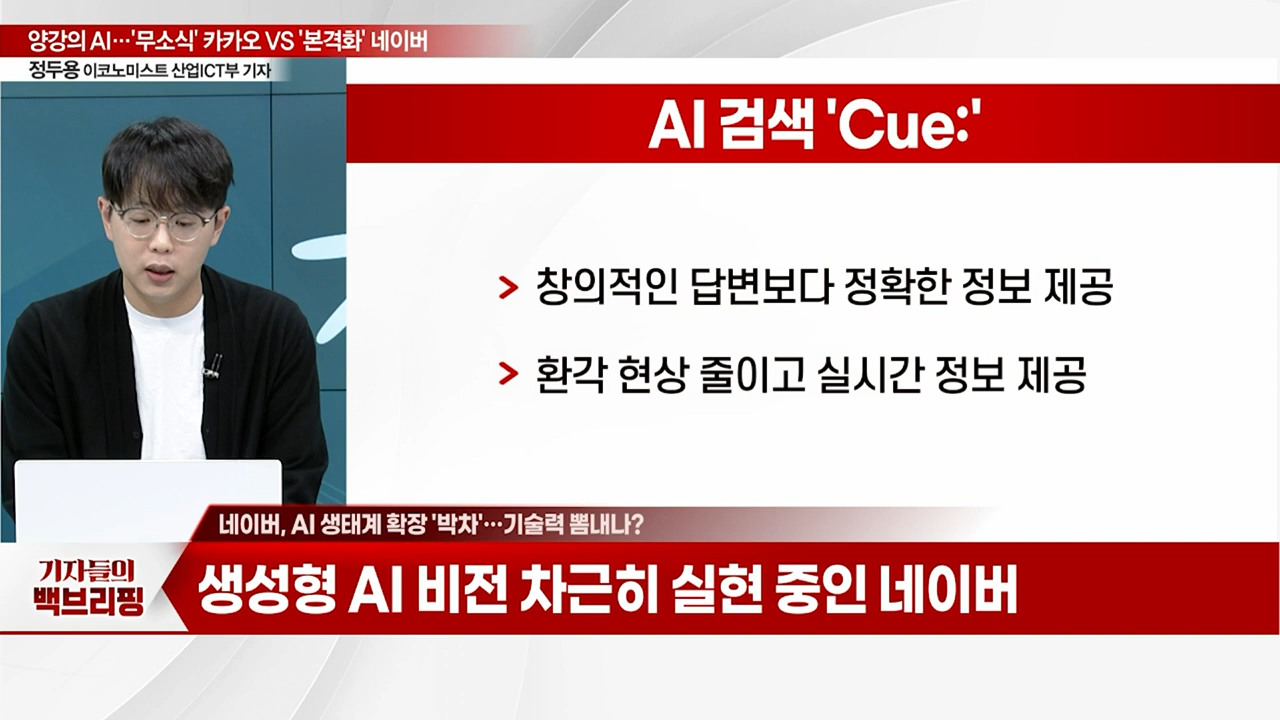 양강의 AI…'무소식' 카카오 VS '본격화' 네이버
정두용 이코노미스트 산업ICT부 기자
AI 검색 'Cue:'
> 창의적인 답변보다 정확한 정보 제공
> 환각 현상 줄이고 실시간 정보 제공
네이버, AI 생태계 확장 '박차'…기술력 뽐내나?
기자들의
백브리핑
생성형 AI 비전 차근히 실현 중인 네이버